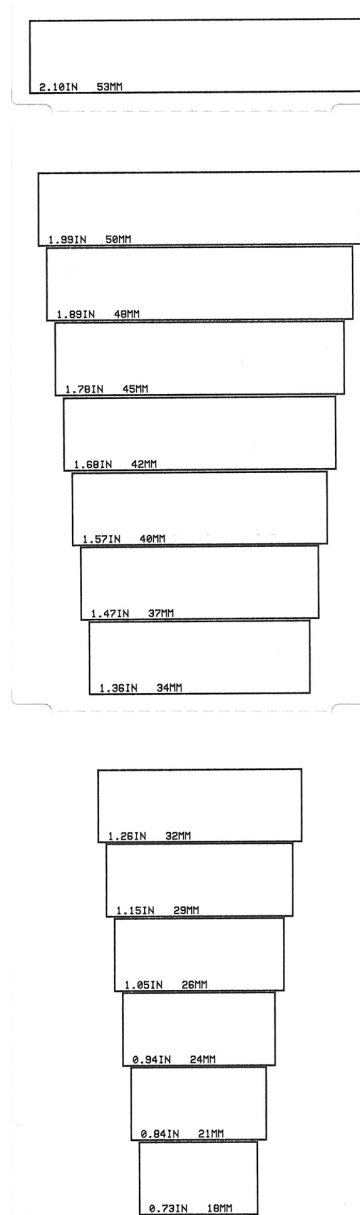 2.10IN 53MM
1.99IN 50MM
1.89IN 48MM
1.78IN 45MM
1.68IN 42MM
1.57IN 40MM
1.47IN 37MM
1.36IN 34MM
1.26IN 32MM
1.15IN 29MM
1.05IN 26MM
0.94IN 24MM
0.84IN 21MM
0.73IN 18MM